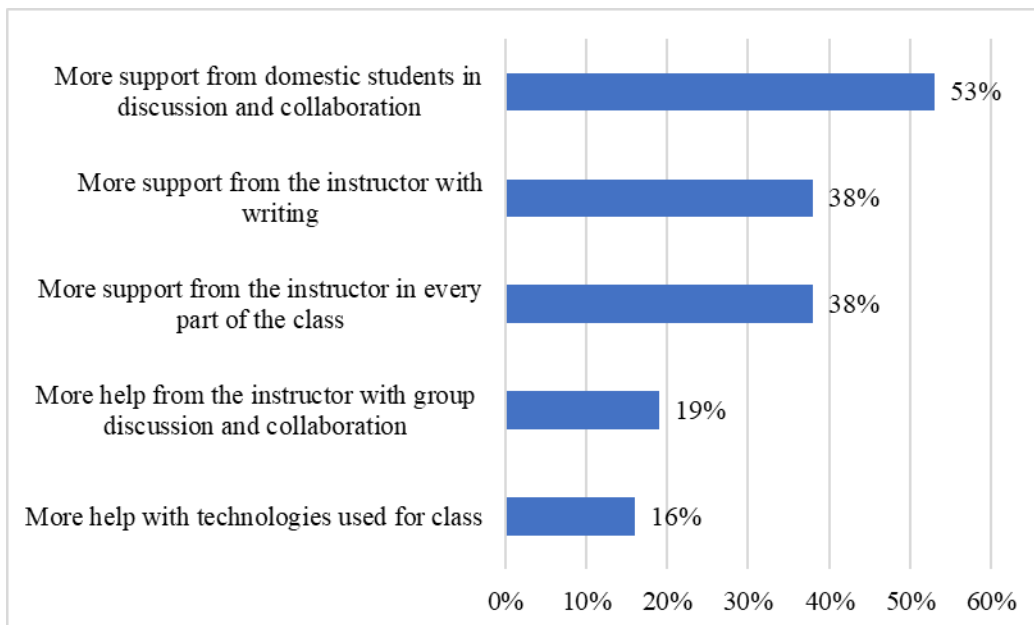 More support from domestic students in
discussion and collaboration
53%
More support from the instructor with
writing
38%
More support from the instructor in every
part of the class
38%
More help from the instructor with group
discussion and collaboration
19%
More help with technologies used for class
16%
0% 10% 20% 30% 40% 50% 60%